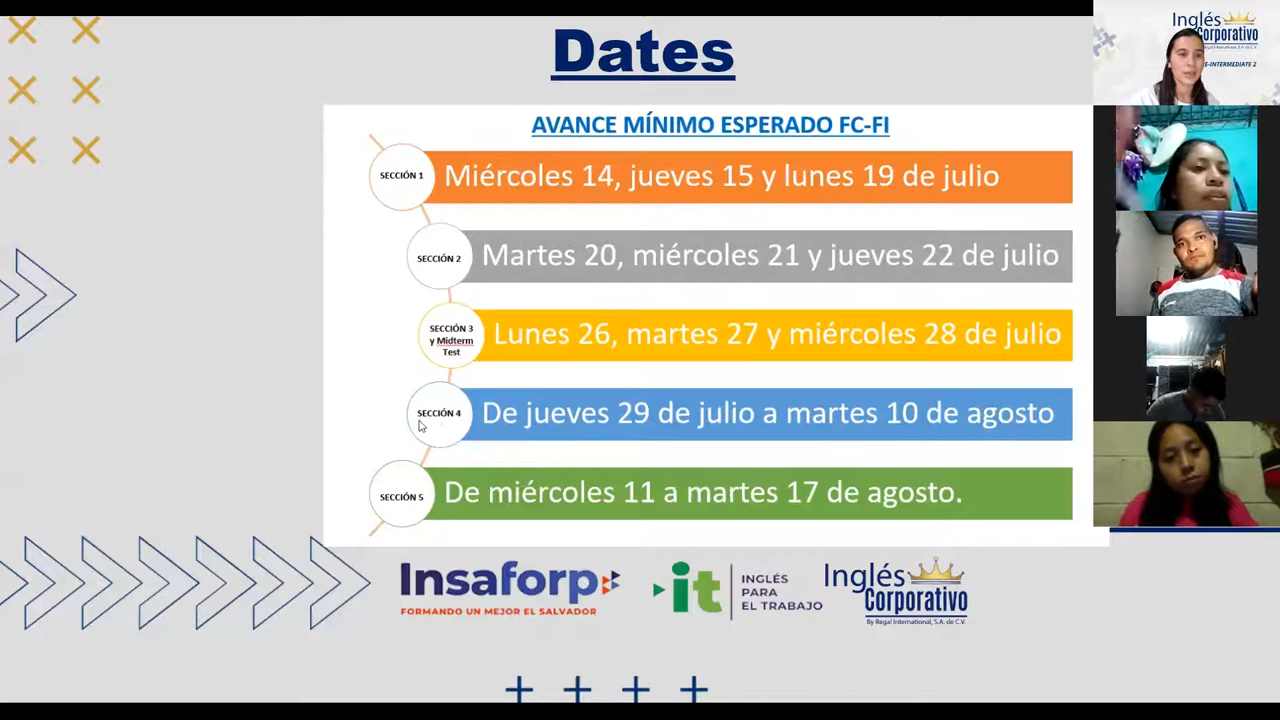 Dates
AVANCE MÍNIMO ESPERADO FC-FI
SECCIÓN 1
Miércoles 14, jueves 15 y lunes 19 de julio
SECCIÓN 2
Martes 20, miércoles 21 y jueves 22 de julio
SECCIÓN 3
y Midterm
Test
Lunes 26, martes 27 y miércoles 28 de julio
SECCIÓN 4
De jueves 29 de julio a martes 10 de agosto
SECCIÓN 5
De miércoles 11 a martes 17 de agosto.
Insaforp
FORMANDO UN MEJOR EL SALVADOR
it
INGLÉS
PARA
EL TRABAJO
Inglés
Corporativo
By Regal International, S.A. de C.V.
Inglés
Corporativo
E-INTERMEDIATE 2